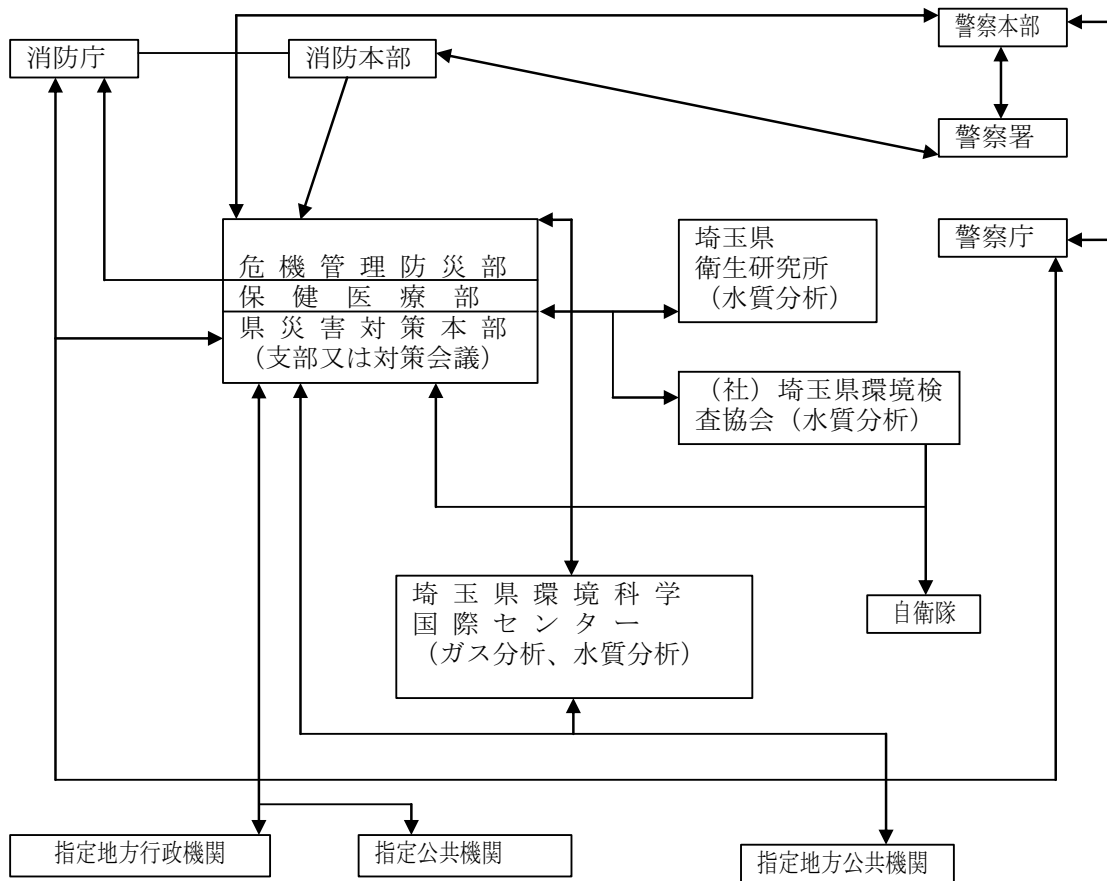 警察本部
消防庁
消防本部
警察署
危機管理防災部
保健医療部
県災害対策本部
（支部又は対策会議）
埼玉県
衛生研究所
（水質分析）
警察庁
（社）埼玉県環境検
査協会（水質分析）
埼玉県環境科学
国際センター
（ガス分析、水質分析）
自衛隊
指定地方行政機関
指定公共機関
指定地方公共機関